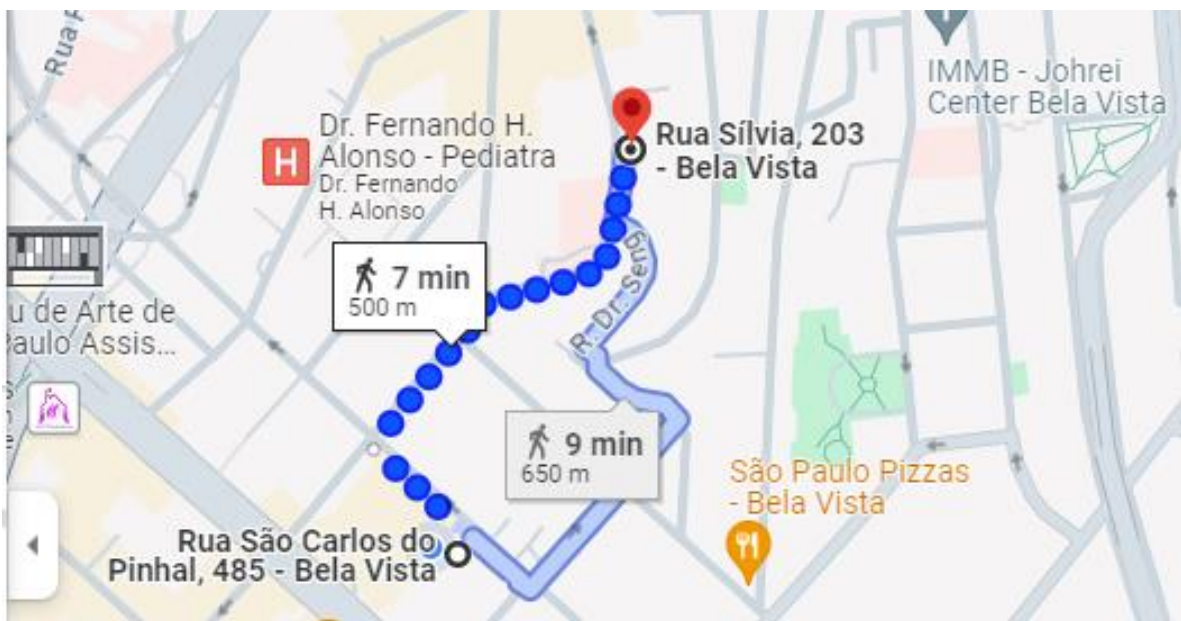 Rua
IMMB - Johrei
Center Bela Vista
Dr. Fernando H.
Alonso - Pediatra
Dr. Fernando
H. Alonso
H
Rua Sílvia, 203
- Bela Vista
7 min
500 m
u de Arte de
Paulo Assis...
R. Dr. Seng
9 min
650 m
São Paulo Pizzas
- Bela Vista
Rua São Carlos do
Pinhal, 485 - Bela Vista